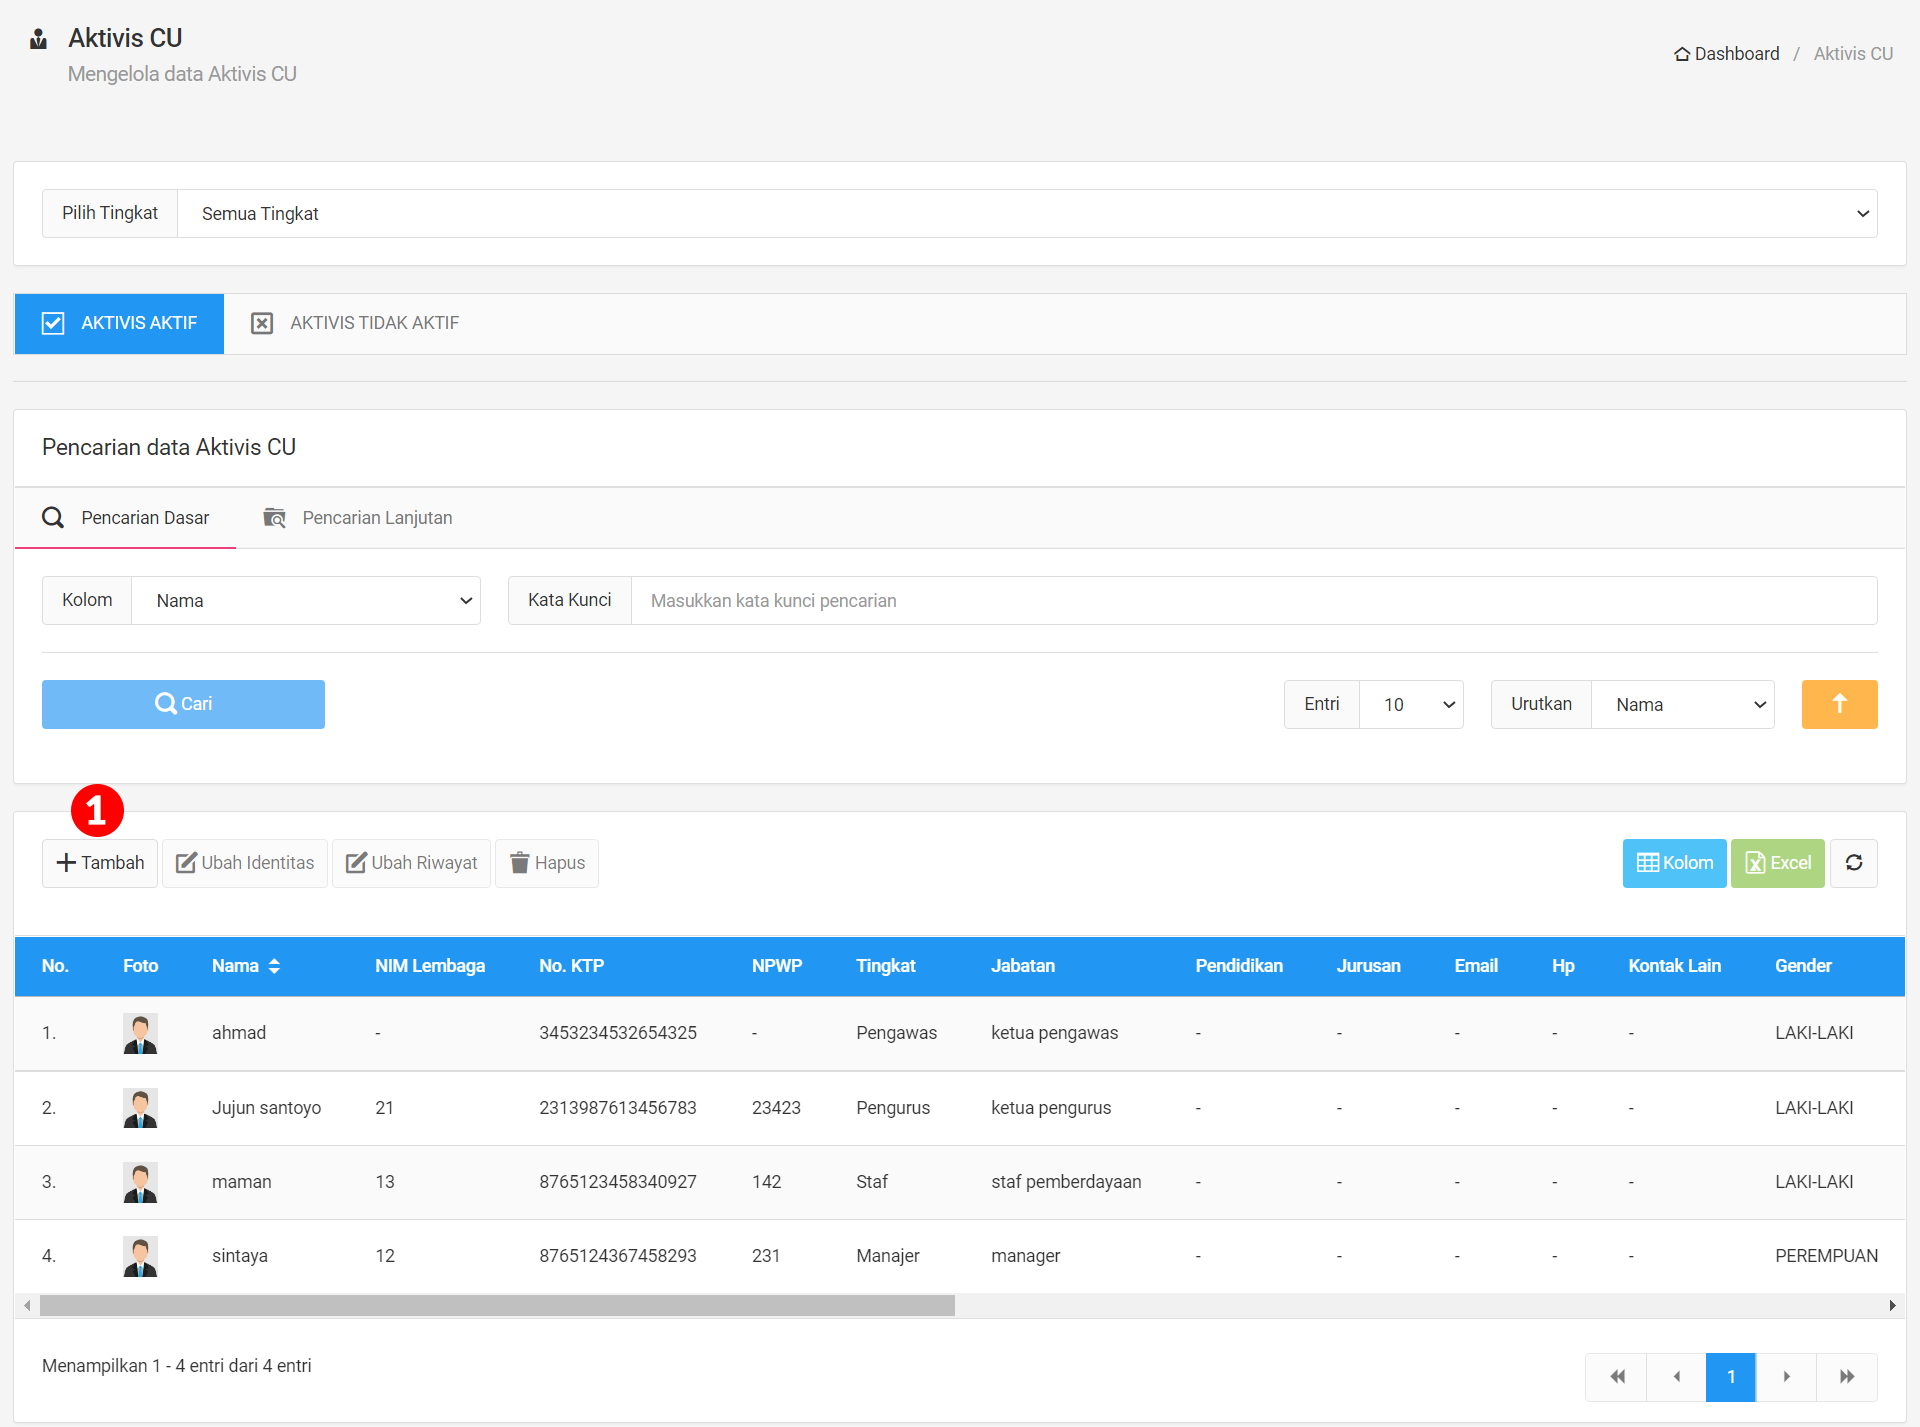 Aktivis CU
Mengelola data Aktivis CU
Dashboard / Aktivis CU
Pilih Tingkat Semua Tingkat
AKTIVIS AKTIF AKTIVIS TIDAK AKTIF
Pencarian data Aktivis CU
Pencarian Dasar Pencarian Lanjutan
Kolom Nama Kata Kunci Masukkan kata kunci pencarian
Cari Entri 10 Urutkan Nama
1
Tambah Ubah Identitas Ubah Riwayat Hapus Kolom Excel
No. Foto Nama NIM Lembaga No. KTP NPWP Tingkat Jabatan Pendidikan Jurusan Email Hp Kontak Lain Gender
1. ahmad - 3453234532654325 - Pengawas ketua pengawas - - - - - LAKI-LAKI
2. Jujun santoyo 21 2313987613456783 23423 Pengurus ketua pengurus - - - - - LAKI-LAKI
3. maman 13 8765123458340927 142 Staf staf pemberdayaan - - - - - LAKI-LAKI
4. sintaya 12 8765124367458293 231 Manajer manager - - - - - PEREMPUAN
Menampilkan 1 - 4 entri dari 4 entri
1